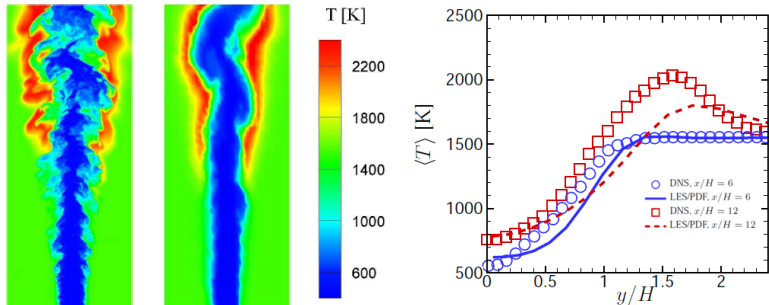 T [K]
2200
1800
1400
1000
600
2500
2000
1500
1000
500
⟨T⟩ [K]
DNS, x/H = 6
LES/PDF, x/H = 6
DNS, x/H = 12
LES/PDF, x/H = 12
0 0.5 1 1.5 2
y/H